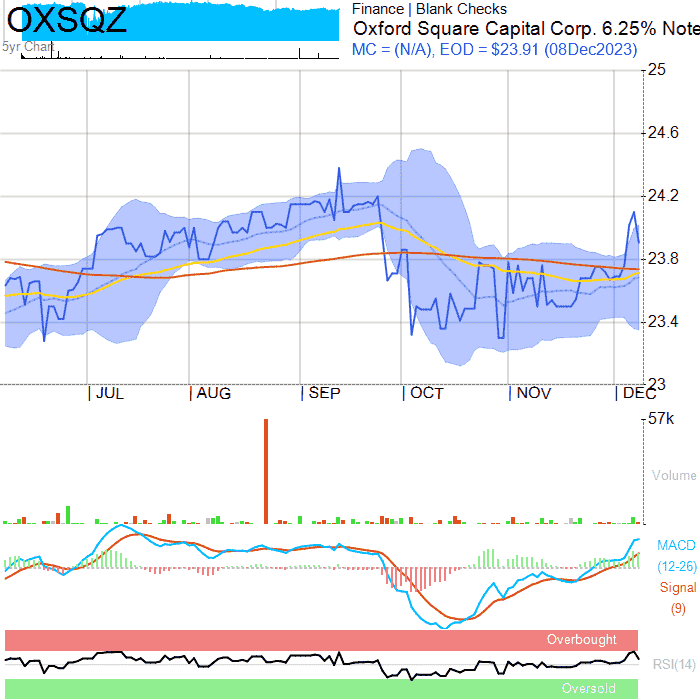 OXSQZ
5yr Chart
Finance | Blank Checks
Oxford Square Capital Corp. 6.25% Note
MC = (N/A), EOD = $23.91 (08Dec2023)
25
24.6
24.2
23.8
23.4
23
JUL AUG SEP OCT NOV DEC
57k
Volume
MACD
(12-26)
Signal
(9)
Overbought
RSI(14)
Oversold